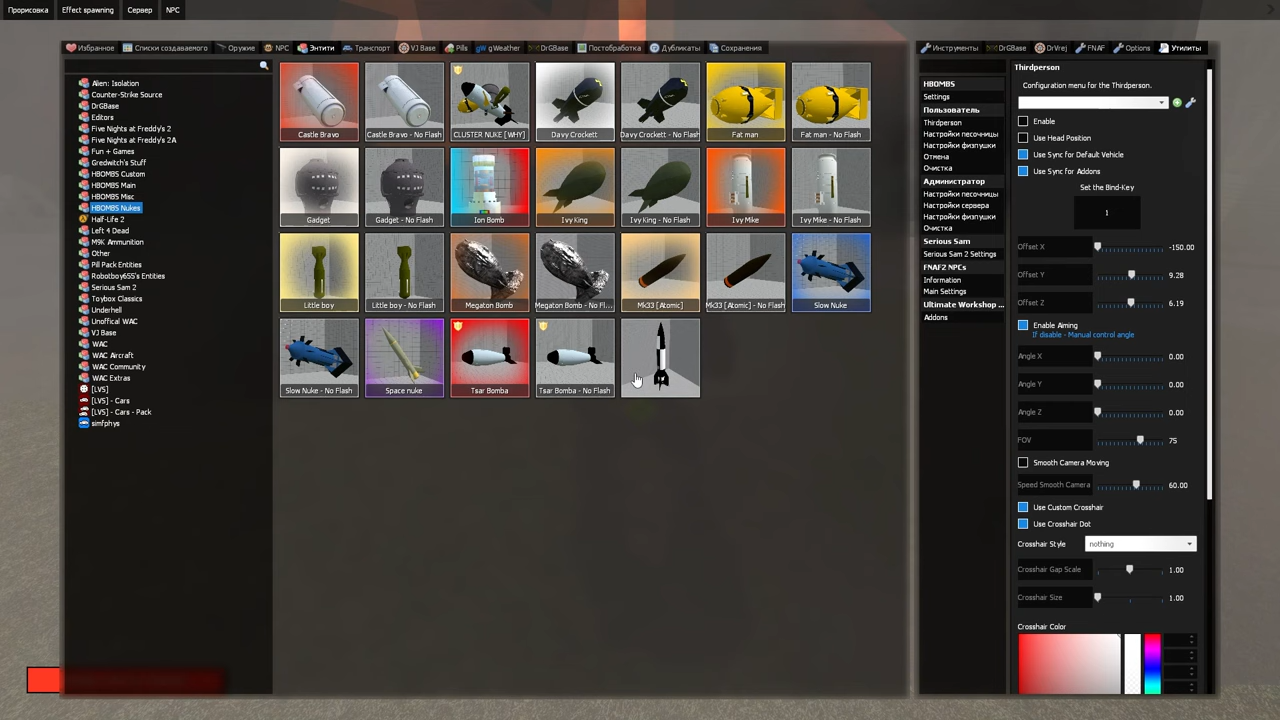 Прорисовка
Effect spawning
Сервер
NPC
Избранное
Списки создаваемого
Оружие
NPC
Энтити
Транспорт
VJ Base
Pills
gWeather
DrGBase
Постобработка
Дубликаты
Сохранения
Инструменты
DrGBase
DrVrej
FNAF
Options
Утилиты
Alien: Isolation
Counter-Strike Source
DrGBase
Editors
Five Nights at Freddy's 2
Five Nights at Freddy's 2A
Fun + Games
Gredwitch's Stuff
HBOMBS Custom
HBOMBS Main
HBOMBS Misc
HBOMBS Nukes
Half-Life 2
Left 4 Dead
M9K Ammunition
Other
Pill Pack Entities
Robotboy655's Entities
Serious Sam 2
Toybox Classics
Underhell
Unoffical WAC
VJ Base
WAC
WAC Aircraft
WAC Community
WAC Extras
[LVS]
[LVS] - Cars
[LVS] - Cars - Pack
simfphys
Castle Bravo
Castle Bravo - No Flash
CLUSTER NUKE [WHY]
Davy Crockett
Davy Crockett - No Flash
Fat man
Fat man - No Flash
Gadget
Gadget - No Flash
Ion Bomb
Ivy King
Ivy King - No Flash
Ivy Mike
Ivy Mike - No Flash
Little boy
Little boy - No Flash
Megaton Bomb
Megaton Bomb - No Fl...
Mk33 [Atomic]
Mk33 [Atomic] - No Flash
Slow Nuke
Slow Nuke - No Flash
Space nuke
Tsar Bomba
Tsar Bomba - No Flash
HBOMBS
Settings
Пользователь
Thirdperson
Настройки песочницы
Настройки физпушки
Отмена
Очистка
Администратор
Настройки песочницы
Настройки сервера
Настройки физпушки
Очистка
Serious Sam
Serious Sam 2 Settings
FNAF2 NPCs
Information
Main Settings
Ultimate Workshop ...
Addons
Thirdperson
Configuration menu for the Thirdperson.
Enable
Use Head Position
Use Sync for Default Vehicle
Use Sync for Addons
Set the Bind-Key
1
Offset X -150.00
Offset Y 9.28
Offset Z 6.19
Enable Aiming
If disable - Manual control angle
Angle X 0.00
Angle Y 0.00
Angle Z 0.00
FOV 75
Smooth Camera Moving
Speed Smooth Camera 60.00
Use Custom Crosshair
Use Crosshair Dot
Crosshair Style nothing
Crosshair Gap Scale 1.00
Crosshair Size 1.00
Crosshair Color